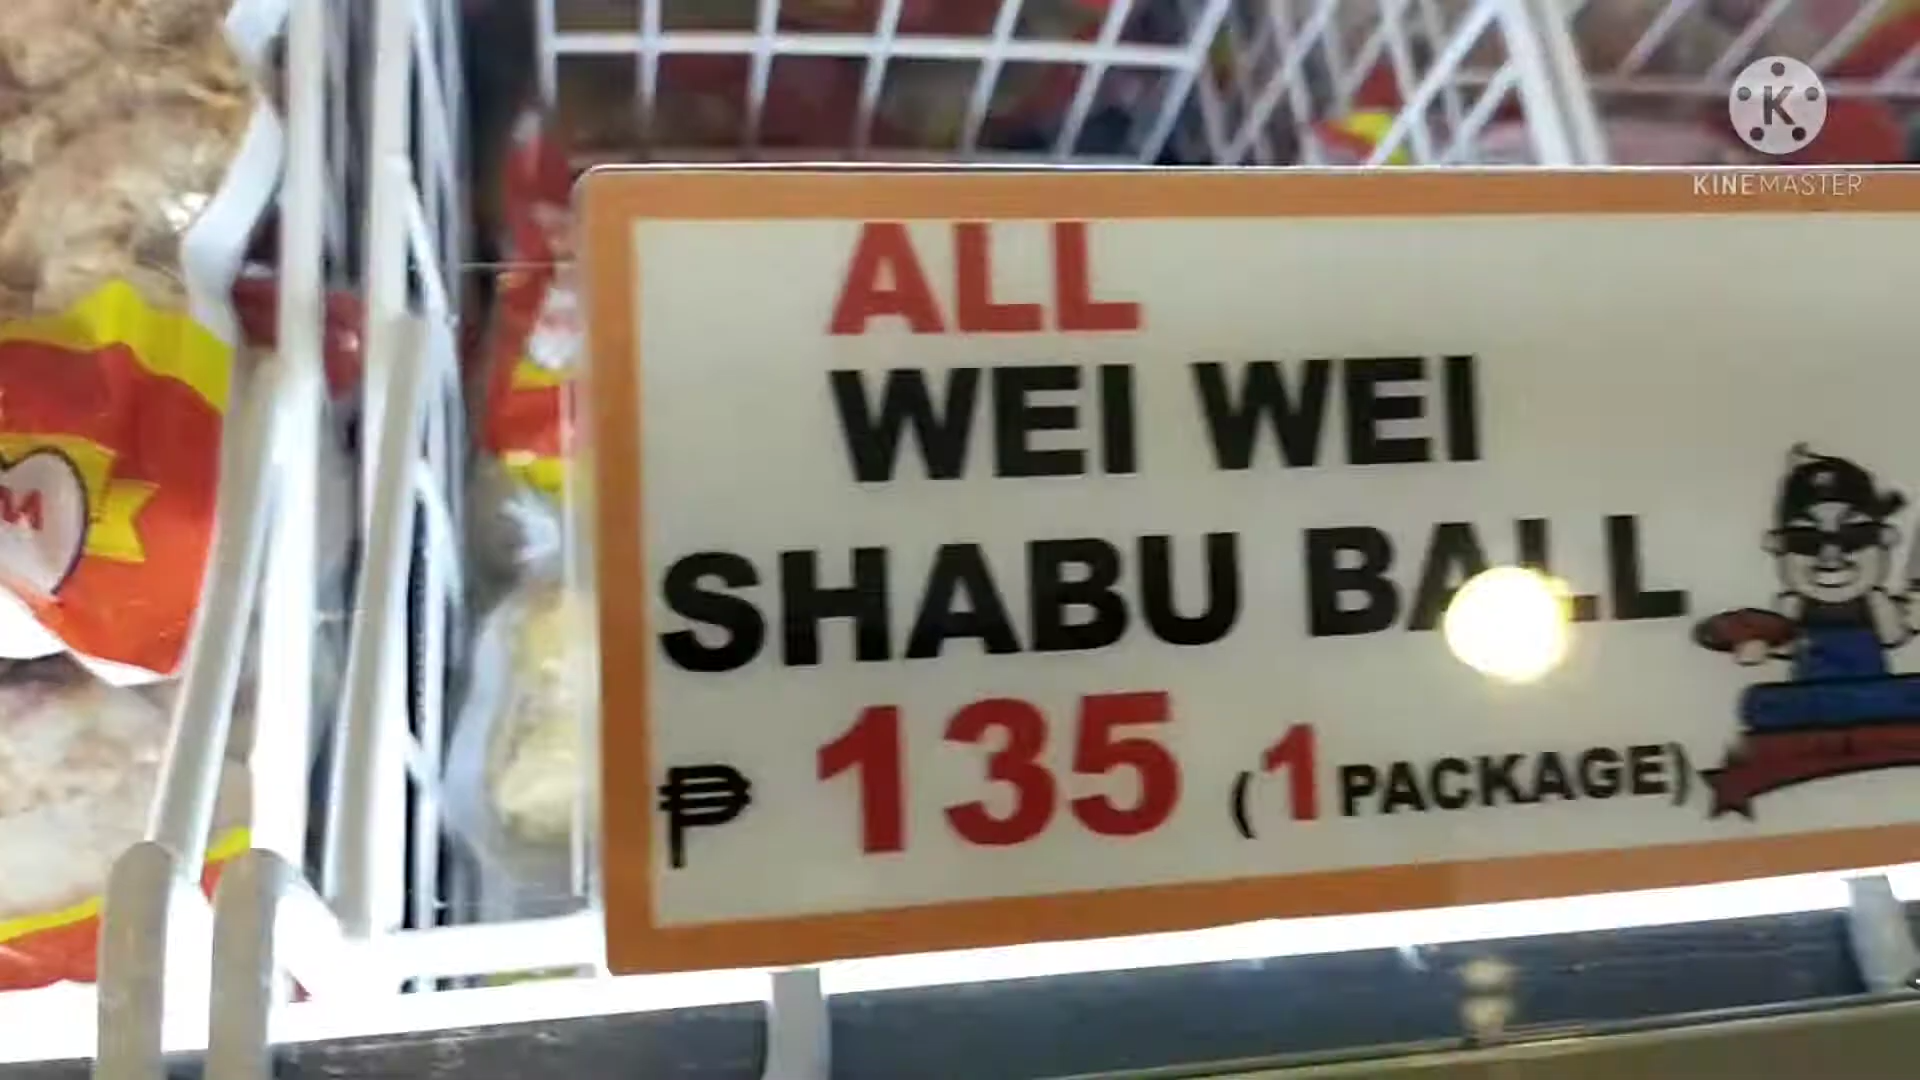 K
KINEMASTER
ALL
WEI WEI
SHABU BALL
₱ 135 (1 PACKAGE)